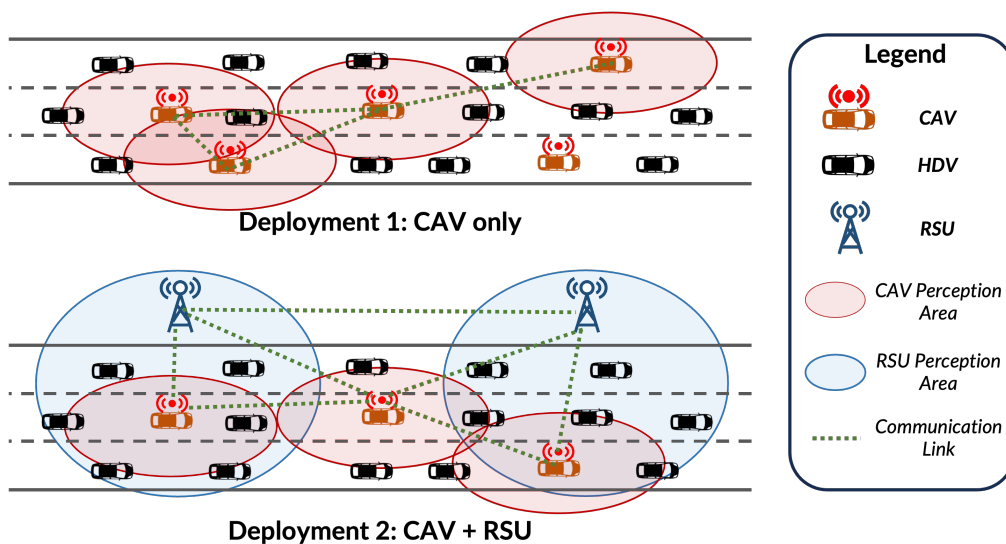 Deployment 1: CAV only
Deployment 2: CAV + RSU
Legend
CAV
HDV
RSU
CAV Perception
Area
RSU Perception
Area
Communication
Link